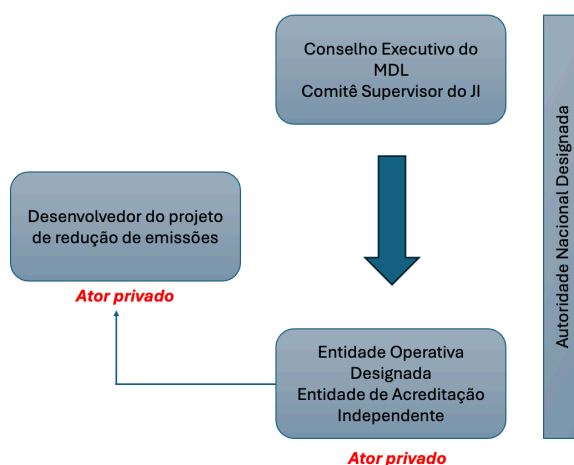 Conselho Executivo do
MDL
Comitê Supervisor do JI
Autoridade Nacional Designada
Desenvolvedor do projeto
de redução de emissões
Ator privado
Entidade Operativa
Designada
Entidade de Acreditação
Independente
Ator privado